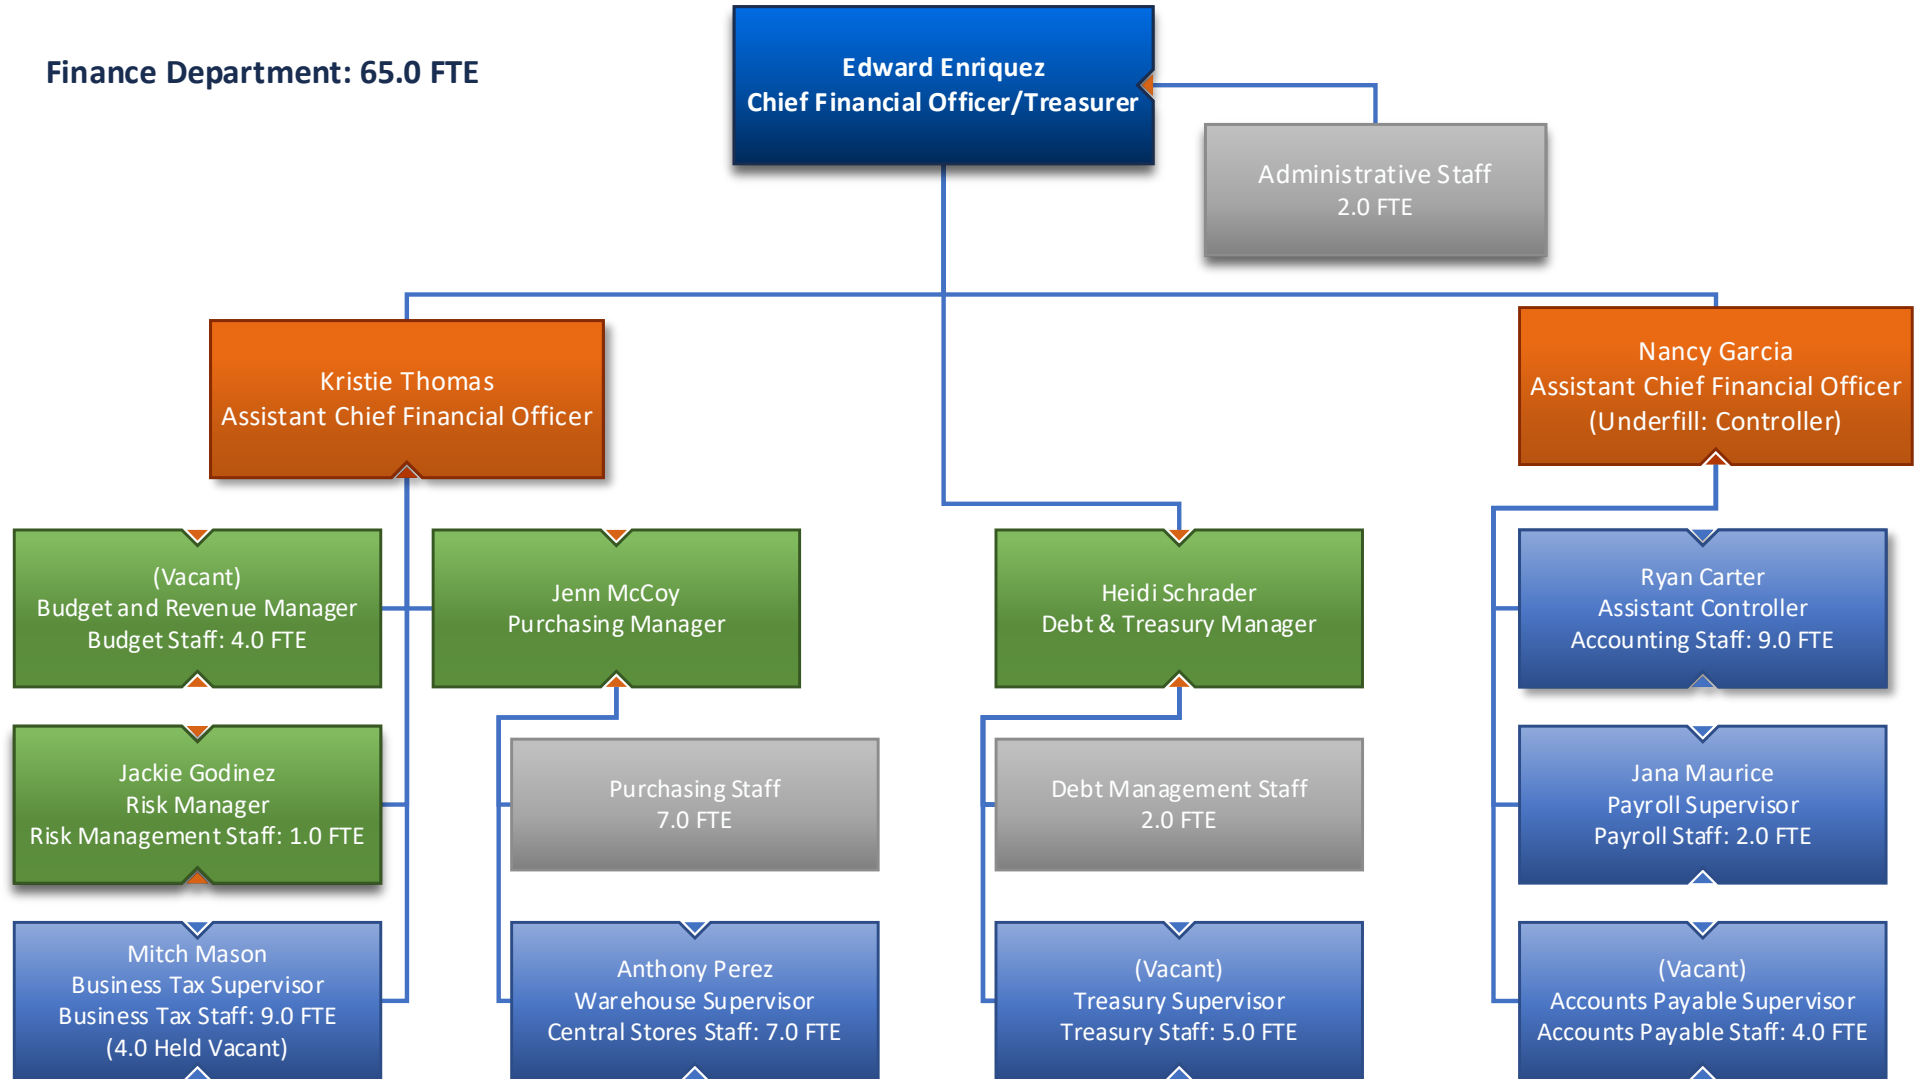 Finance Department: 65.0 FTE
Edward Enriquez
Chief Financial Officer/Treasurer
Administrative Staff
2.0 FTE
Kristie Thomas
Assistant Chief Financial Officer
Nancy Garcia
Assistant Chief Financial Officer
(Underfill: Controller)
(Vacant)
Budget and Revenue Manager
Budget Staff: 4.0 FTE
Jenn McCoy
Purchasing Manager
Heidi Schrader
Debt & Treasury Manager
Ryan Carter
Assistant Controller
Accounting Staff: 9.0 FTE
Jackie Godinez
Risk Manager
Risk Management Staff: 1.0 FTE
Purchasing Staff
7.0 FTE
Debt Management Staff
2.0 FTE
Jana Maurice
Payroll Supervisor
Payroll Staff: 2.0 FTE
Mitch Mason
Business Tax Supervisor
Business Tax Staff: 9.0 FTE
(4.0 Held Vacant)
Anthony Perez
Warehouse Supervisor
Central Stores Staff: 7.0 FTE
(Vacant)
Treasury Supervisor
Treasury Staff: 5.0 FTE
(Vacant)
Accounts Payable Supervisor
Accounts Payable Staff: 4.0 FTE